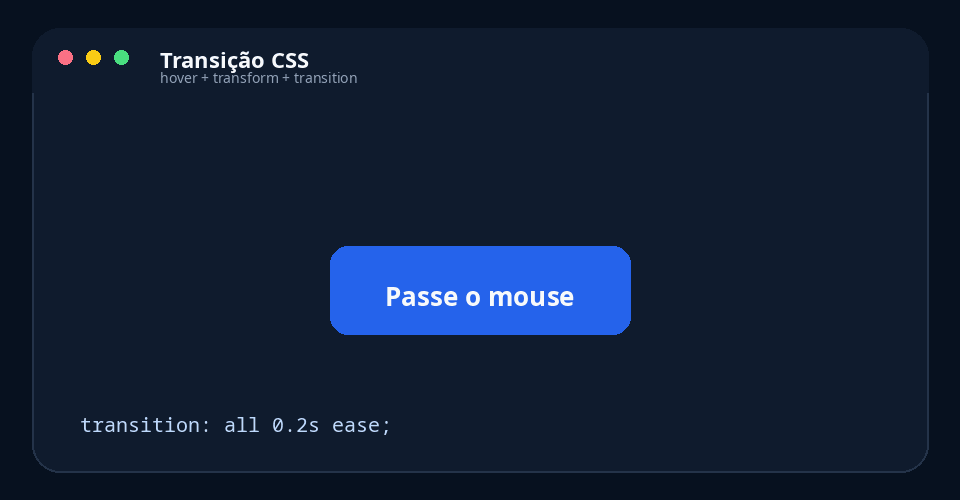 Transição CSS
hover + transform + transition
Passe o mouse
transition: all 0.2s ease;